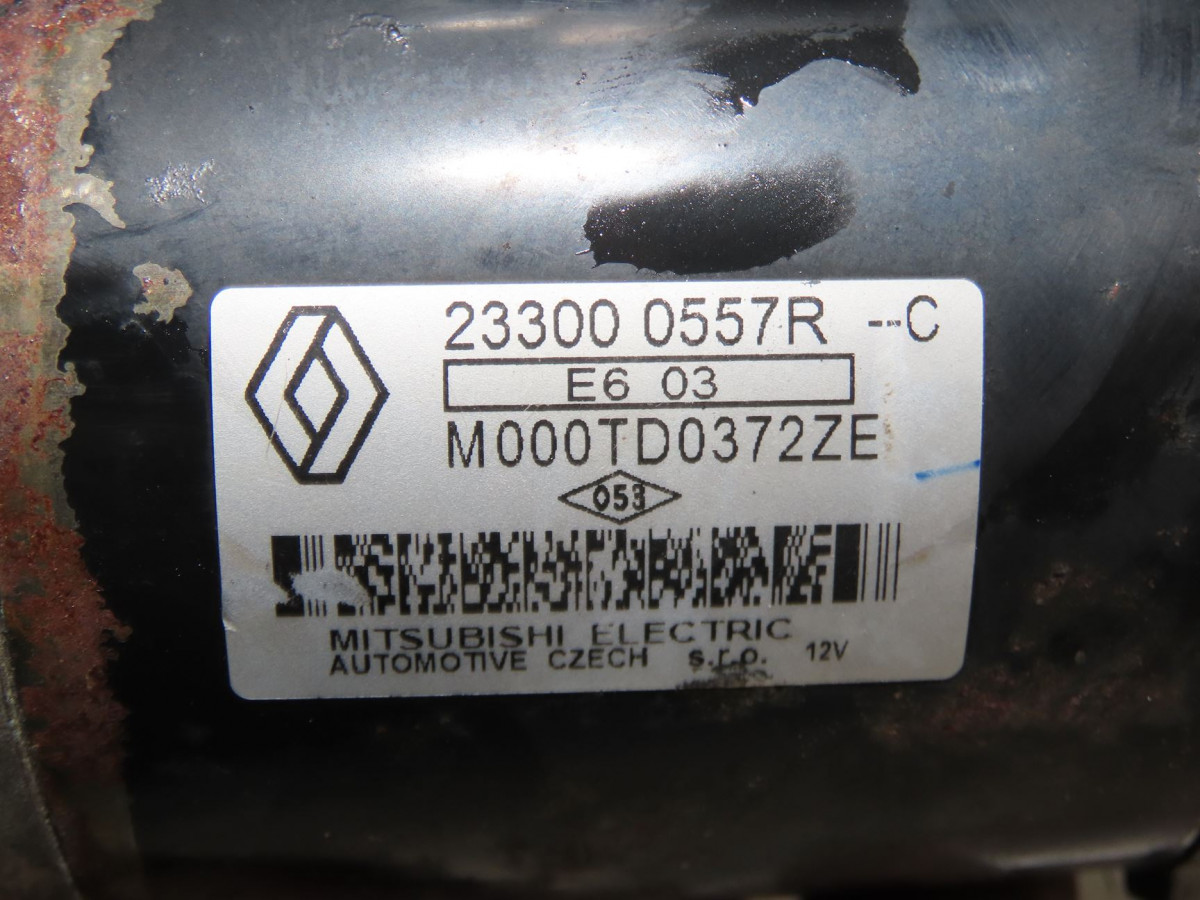 23300 0557R --C
E6 03
M000TD0372ZE
053
MITSUBISHI ELECTRIC
AUTOMOTIVE CZECH s.r.o. 12V